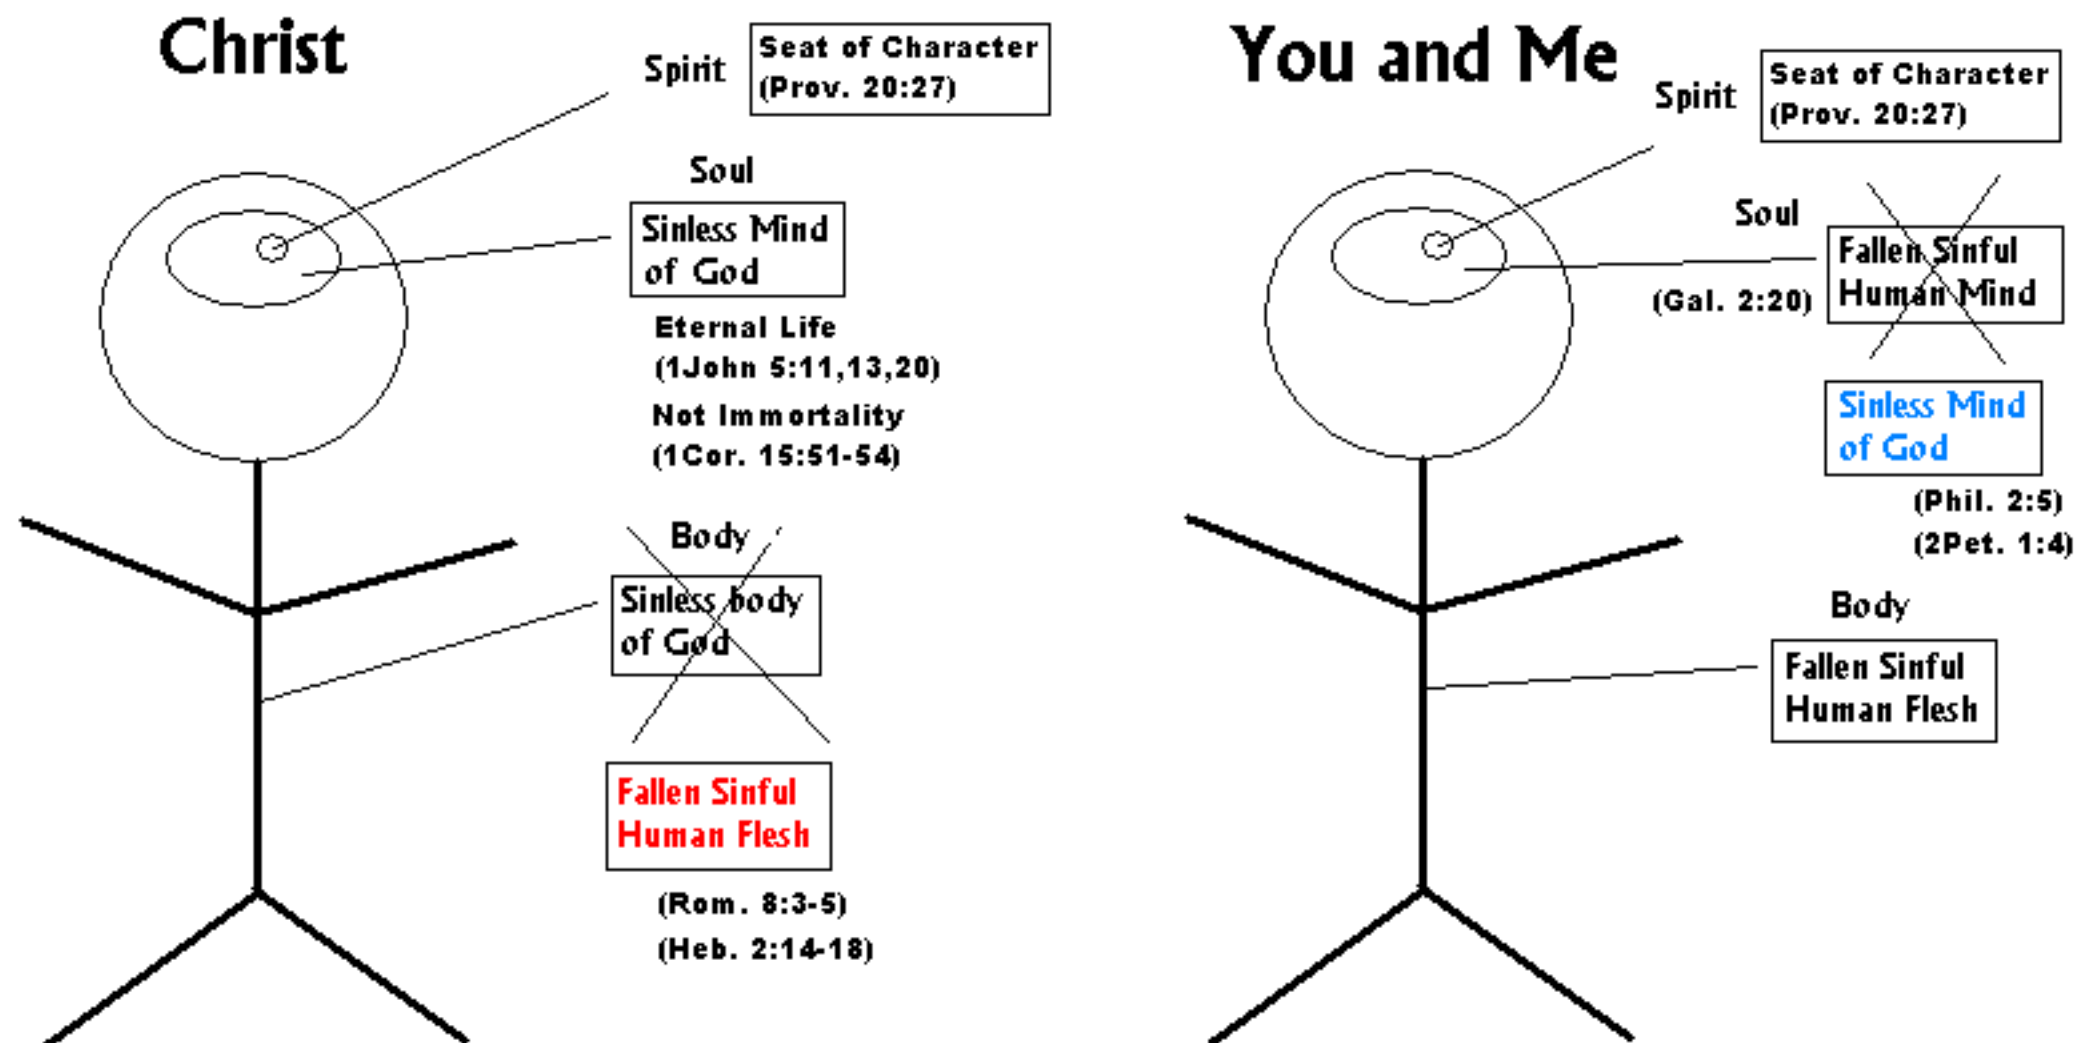 Christ
Spirit
Seat of Character
(Prov. 20:27)
Soul
Sinless Mind
of God
Eternal Life
(1John 5:11,13,20)
Not Immortality
(1Cor. 15:51-54)
Body
Sinless body
of God
Fallen Sinful
Human Flesh
(Rom. 8:3-5)
(Heb. 2:14-18)
You and Me
Spirit
Seat of Character
(Prov. 20:27)
Soul
Fallen Sinful
Human Mind
(Gal. 2:20)
Sinless Mind
of God
(Phil. 2:5)
(2Pet. 1:4)
Body
Fallen Sinful
Human Flesh